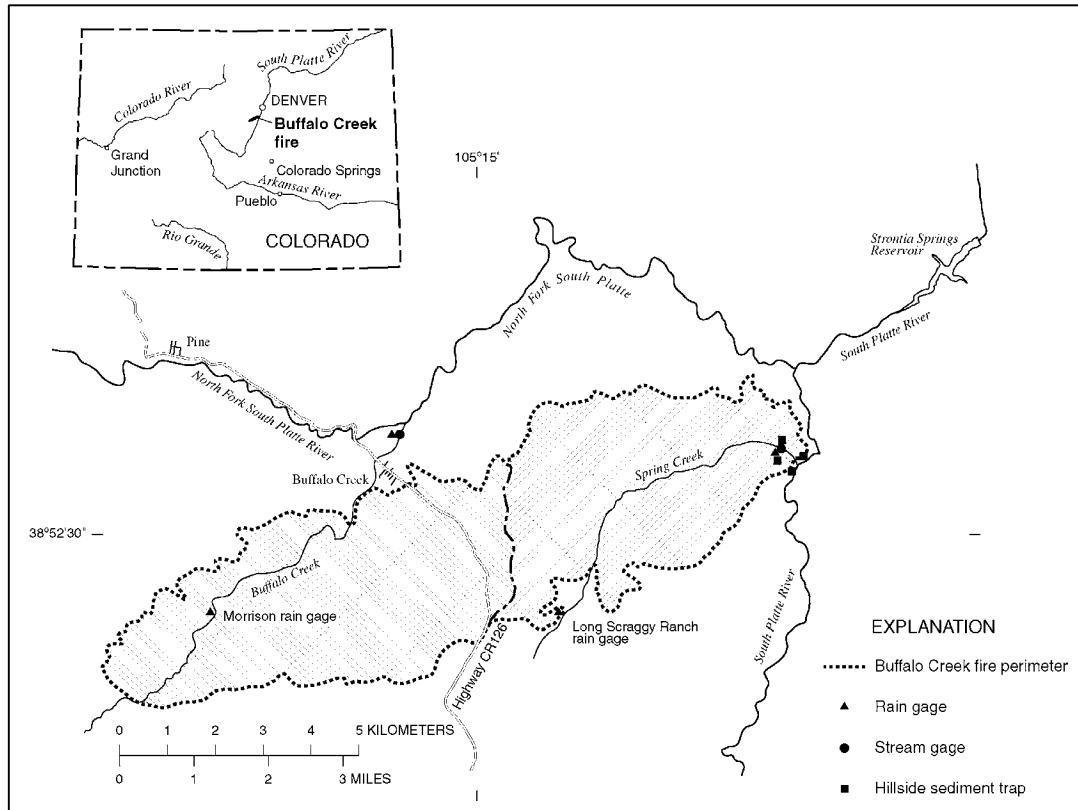 South Platte River
Colorado River
DENVER
Buffalo Creek
fire
Grand
Junction
Colorado Springs
Arkansas River
Pueblo
Rio Grande
COLORADO
105°15'
Strontia Springs
Reservoir
North Fork South Platte
South Platte River
Pine
North Fork South Platte River
Buffalo Creek
Spring Creek
38°52'30"
Buffalo Creek
Morrison rain gage
Long Scraggy Ranch
rain gage
Highway CR126
South Platte River
EXPLANATION
Buffalo Creek fire perimeter
Rain gage
Stream gage
Hillside sediment trap
0 1 2 3 4 5 KILOMETERS
0 1 2 3 MILES